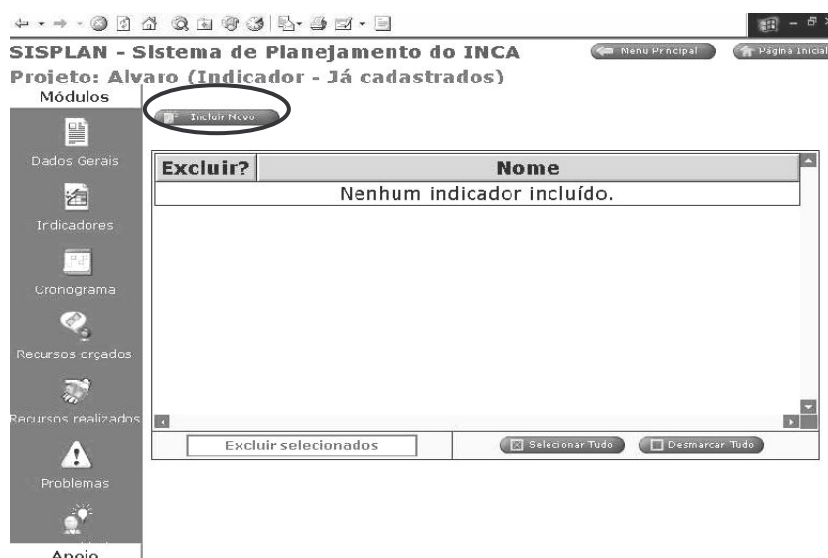 SISPLAN - Sistema de Planejamento do INCA
Menu Principal
Página Inicial
Projeto: Alvaro (Indicador - Já cadastrados)
Módulos
Incluir Novo
Dados Gerais
Excluir? Nome
Nenhum indicador incluído.
Indicadores
Cronograma
Recursos orçados
Recursos realizados
Excluir selecionados
Selecionar Tudo
Desmarcar Tudo
Problemas
Apoio